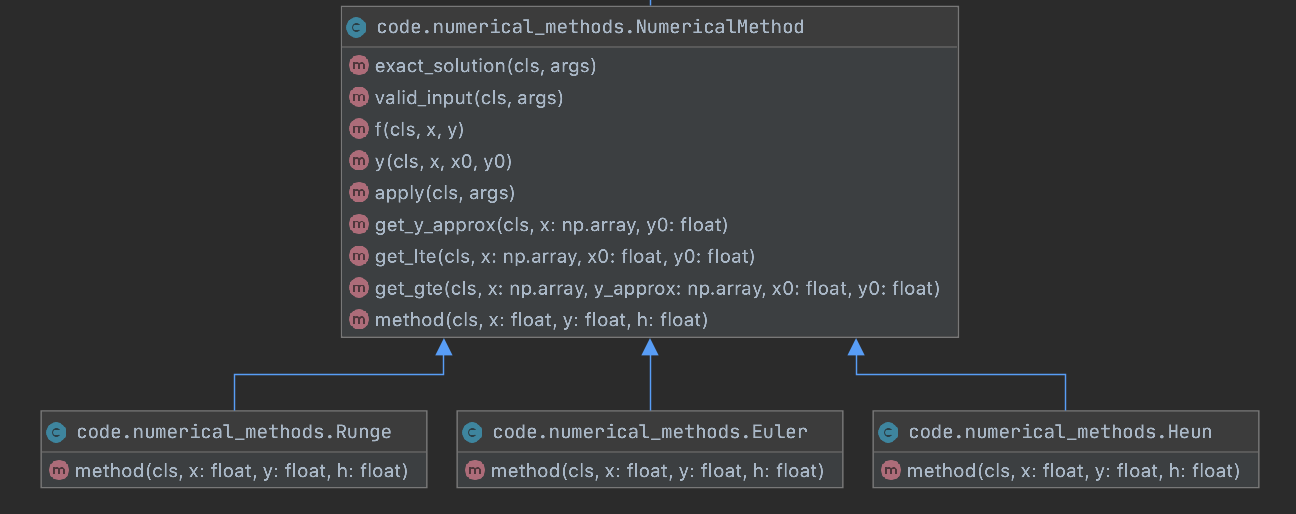 code.numerical_methods.NumericalMethod
exact_solution(cls, args)
valid_input(cls, args)
f(cls, x, y)
y(cls, x, x0, y0)
apply(cls, args)
get_y_approx(cls, x: np.array, y0: float)
get_lte(cls, x: np.array, x0: float, y0: float)
get_gte(cls, x: np.array, y_approx: np.array, x0: float, y0: float)
method(cls, x: float, y: float, h: float)
code.numerical_methods.Runge
method(cls, x: float, y: float, h: float)
code.numerical_methods.Euler
method(cls, x: float, y: float, h: float)
code.numerical_methods.Heun
method(cls, x: float, y: float, h: float)